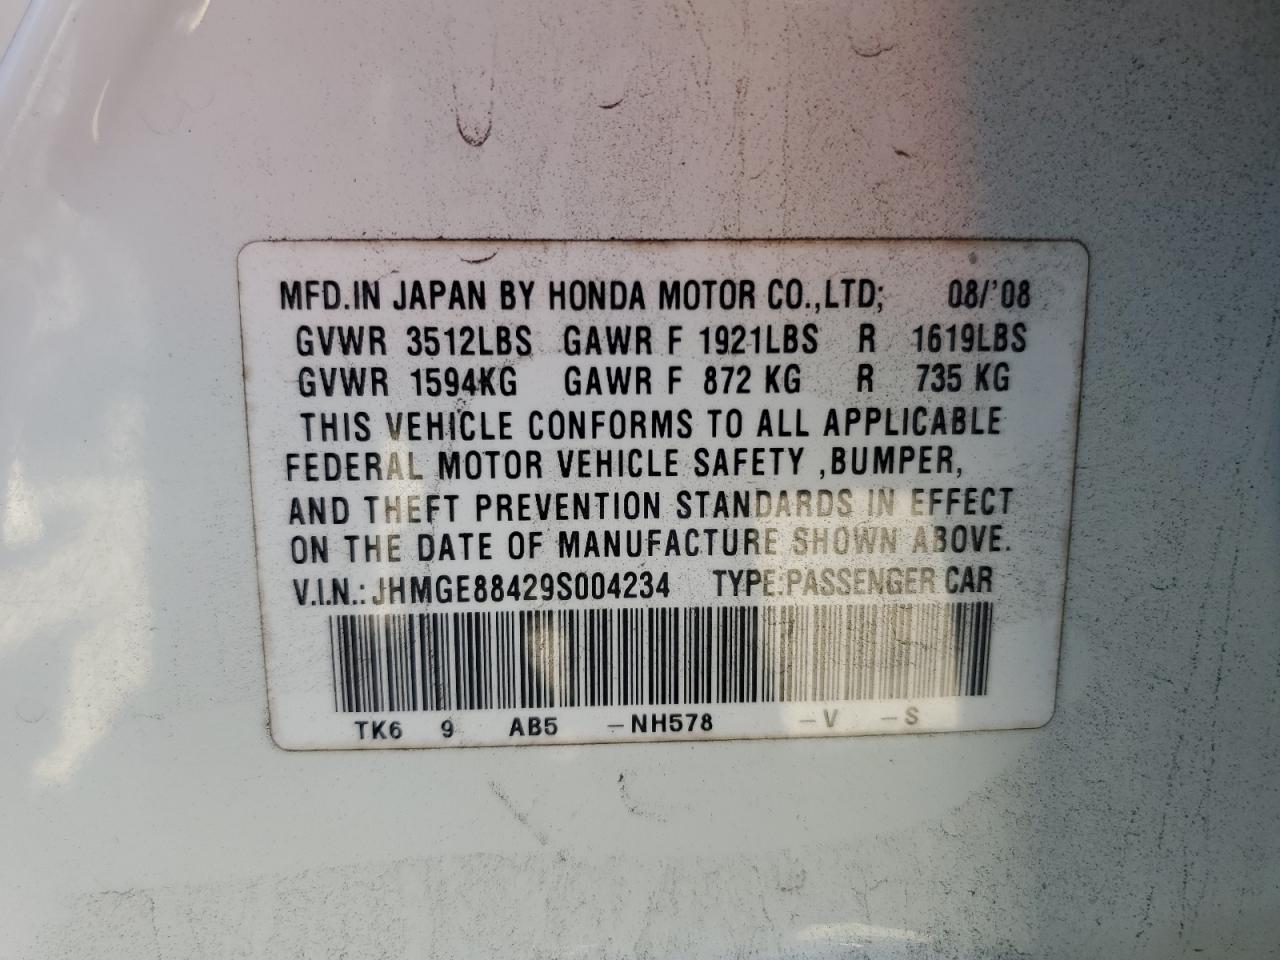 MFD.IN JAPAN BY HONDA MOTOR CO.,LTD; 08/'08
GVWR 3512LBS GAWR F 1921LBS R 1619LBS
GVWR 1594KG GAWR F 872 KG R 735 KG
THIS VEHICLE CONFORMS TO ALL APPLICABLE
FEDERAL MOTOR VEHICLE SAFETY ,BUMPER,
AND THEFT PREVENTION STANDARDS IN EFFECT
ON THE DATE OF MANUFACTURE SHOWN ABOVE.
V.I.N.: JHMGE88429S004234 TYPE:PASSENGER CAR
TK6 9 AB5 -NH578 -V -S